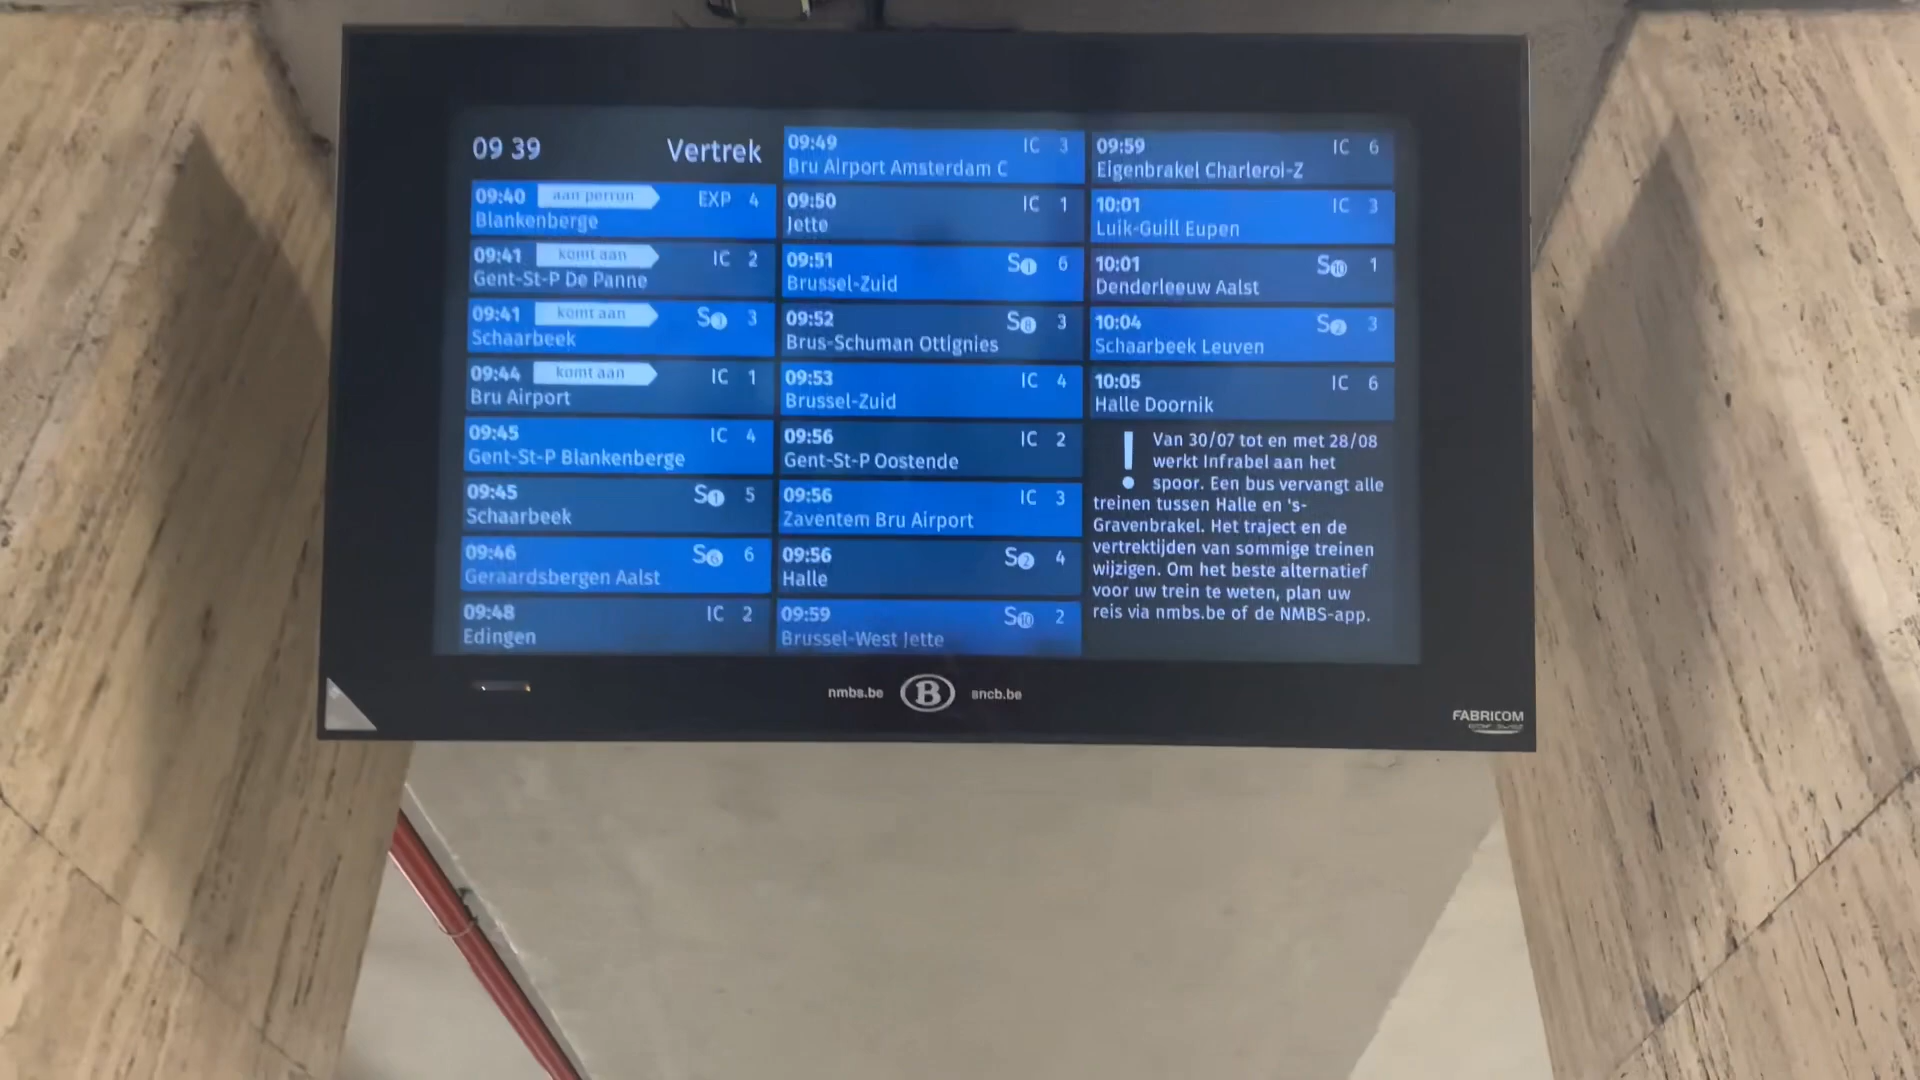 09 39 Vertrek
09:40 aan perron EXP 4
Blankenberge
09:41 komt aan IC 2
Gent-St-P De Panne
09:41 komt aan S3 3
Schaarbeek
09:44 komt aan IC 1
Bru Airport
09:45 IC 4
Gent-St-P Blankenberge
09:45 S1 5
Schaarbeek
09:46 S6 6
Geraardsbergen Aalst
09:48 IC 2
Edingen
09:49 IC 3
Bru Airport Amsterdam C
09:50 IC 1
Jette
09:51 S1 6
Brussel-Zuid
09:52 S8 3
Brus-Schuman Ottignies
09:53 IC 4
Brussel-Zuid
09:56 IC 2
Gent-St-P Oostende
09:56 IC 3
Zaventem Bru Airport
09:56 S2 4
Halle
09:59 S10 2
Brussel-West Jette
09:59 IC 6
Eigenbrakel Charleroi-Z
10:01 IC 3
Luik-Guill Eupen
10:01 S10 1
Denderleeuw Aalst
10:04 S2 3
Schaarbeek Leuven
10:05 IC 6
Halle Doornik
! Van 30/07 tot en met 28/08
werkt Infrabel aan het
spoor. Een bus vervangt alle
treinen tussen Halle en 's-
Gravenbrakel. Het traject en de
vertrektijden van sommige treinen
wijzigen. Om het beste alternatief
voor uw trein te weten, plan uw
reis via nmbs.be of de NMBS-app.
nmbs.be B sncb.be
FABRICOM